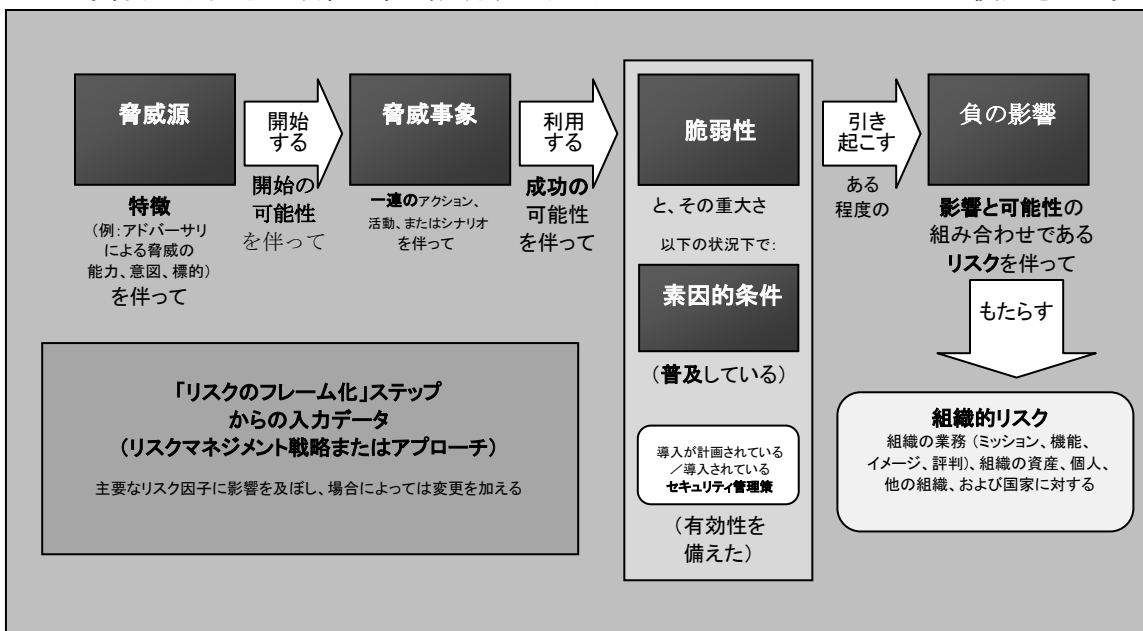 脅威源
開始
する
脅威事象
利用
する
脆弱性
引き
起こす
負の影響
特徴
(例:アドバーサリ
による脅威の
能力、意図、標的)
を伴って
開始の
可能性
を伴って
一連のアクション、
活動、またはシナリオ
を伴って
成功の
可能性
を伴って
と、その重大さ
以下の状況下で:
素因的条件
(普及している)
導入が計画されている
／導入されている
セキュリティ管理策
(有効性を
備えた)
ある
程度の
影響と可能性の
組み合わせである
リスクを伴って
もたらす
組織的リスク
組織の業務 (ミッション、機能、
イメージ、評判)、組織の資産、個人、
他の組織、および国家に対する
「リスクのフレーム化」ステップ
からの入力データ
(リスクマネジメント戦略またはアプローチ)
主要なリスク因子に影響を及ぼし、場合によっては変更を加える